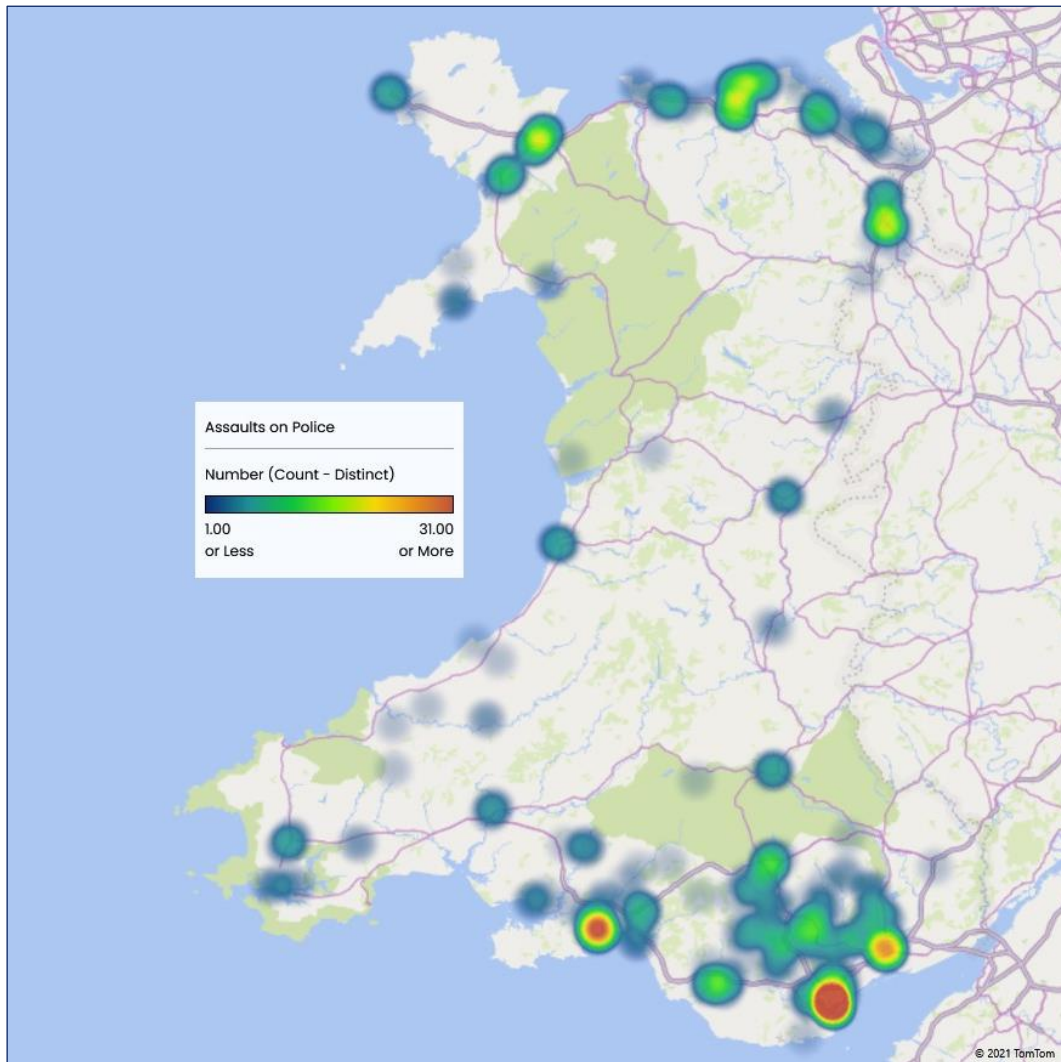 Assaults on Police
Number (Count - Distinct)
1.00 31.00
or Less or More
© 2021 TomTom